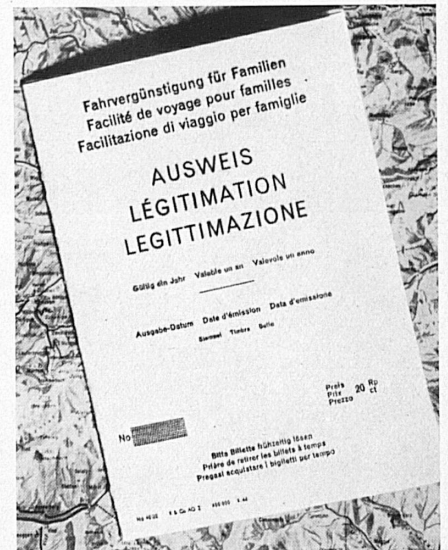 Fahrvergünstigung für Familien
Facilité de voyage pour familles
Facilitazione di viaggio per famiglie
AUSWEIS
LÉGITIMATION
LEGITTIMAZIONE
Gültig ein Jahr Valable un an Valevole un anno
Ausgabe-Datum Date d'émission Data d'emissione
Stempel Timbre Bollo
Preis
Prix 20 Rp
Prezzo ct
No
Bitte Billette frühzeitig lösen
Prière de retirer les billets à temps
Pregasi acquistare i biglietti per tempo